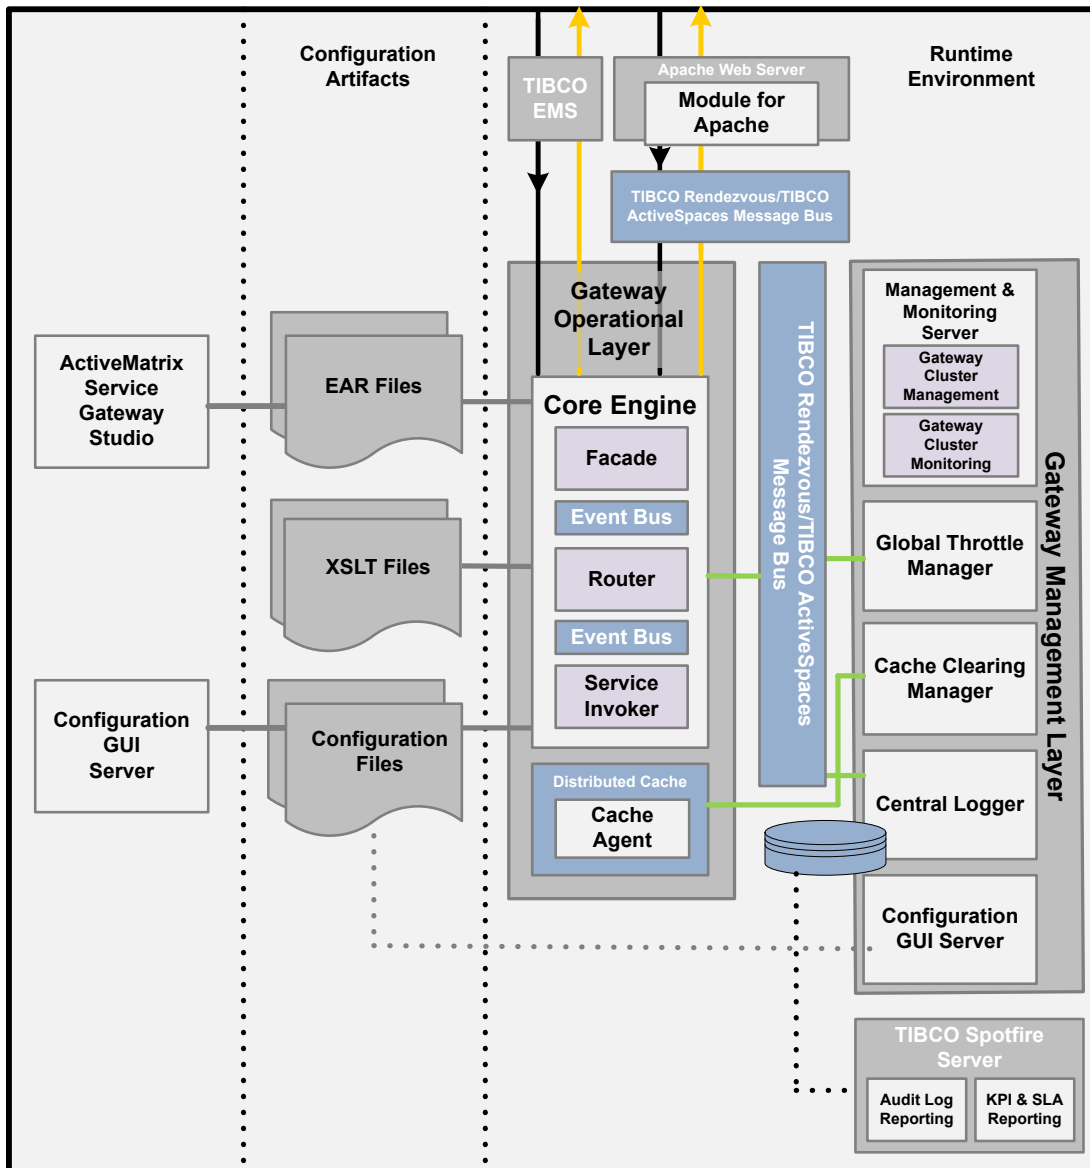 Configuration
Artifacts
Runtime
Environment
TIBCO
EMS
Apache Web Server
Module for
Apache
TIBCO Rendezvous/TIBCO
ActiveSpaces Message Bus
Gateway
Operational
Layer
ActiveMatrix
Service
Gateway
Studio
EAR Files
XSLT Files
Configuration
GUI
Server
Configuration
Files
Core Engine
Facade
Event Bus
Router
Event Bus
Service
Invoker
Distributed Cache
Cache
Agent
TIBCO Rendezvous/TIBCO ActiveSpaces
Message Bus
Management &
Monitoring
Server
Gateway
Cluster
Management
Gateway
Cluster
Monitoring
Global Throttle
Manager
Cache Clearing
Manager
Central Logger
Configuration
GUI Server
Gateway Management Layer
TIBCO Spotfire
Server
Audit Log
Reporting
KPI & SLA
Reporting